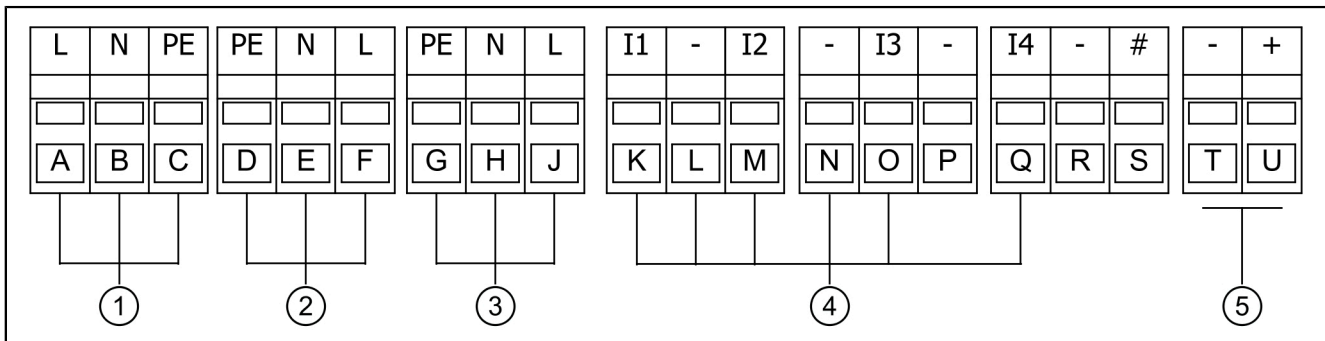 L N PE PE N L PE N L I1 - I2 - I3 - I4 - # - +
A B C D E F G H J K L M N O P Q R S T U
1 2 3 4 5